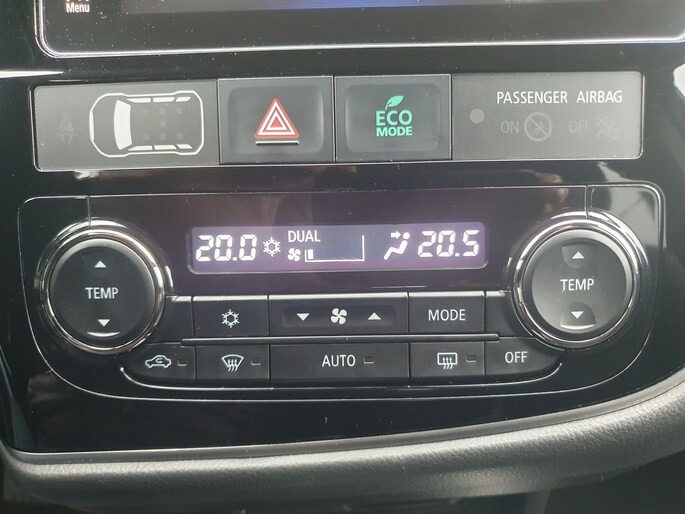 Menu
ECO
MODE
PASSENGER AIRBAG
ON OFF
20.0 DUAL 20.5
TEMP
TEMP
MODE
AUTO
OFF